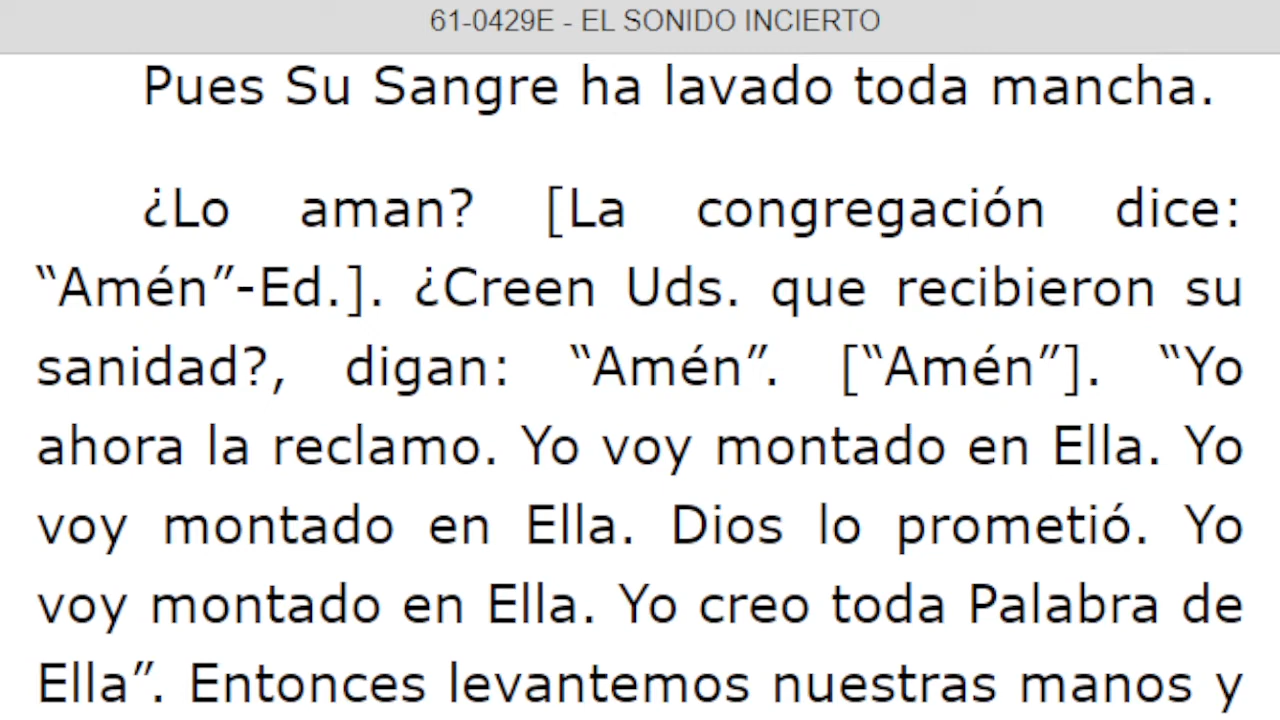 61-0429E - EL SONIDO INCIERTO
Pues Su Sangre ha lavado toda mancha.
¿Lo aman? [La congregación dice:
“Amén”-Ed.]. ¿Creen Uds. que recibieron su
sanidad?, digan: “Amén”. [“Amén”]. “Yo
ahora la reclamo. Yo voy montado en Ella. Yo
voy montado en Ella. Dios lo prometió. Yo
voy montado en Ella. Yo creo toda Palabra de
Ella”. Entonces levantemos nuestras manos y